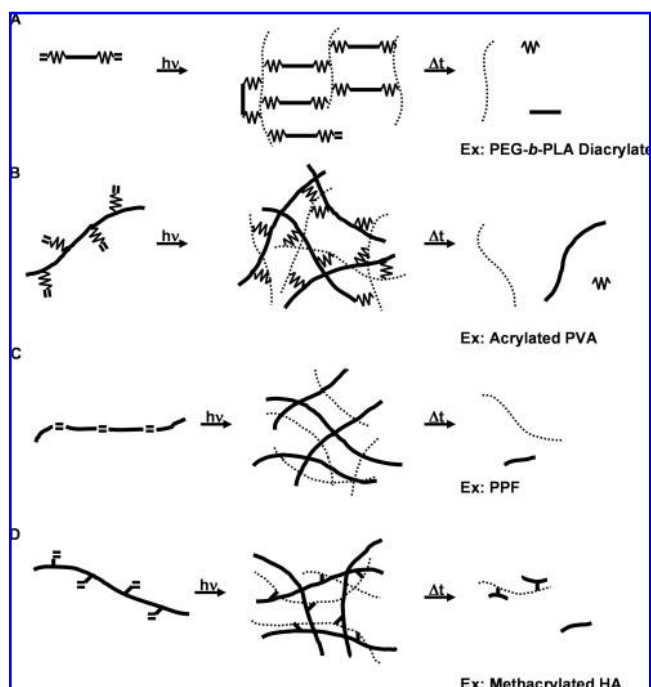 A
hν
Δt
Ex: PEG-b-PLA Diacrylate
B
hν
Δt
Ex: Acrylated PVA
C
hν
Δt
Ex: PPF
D
hν
Δt
Ex: Methacrylated HA